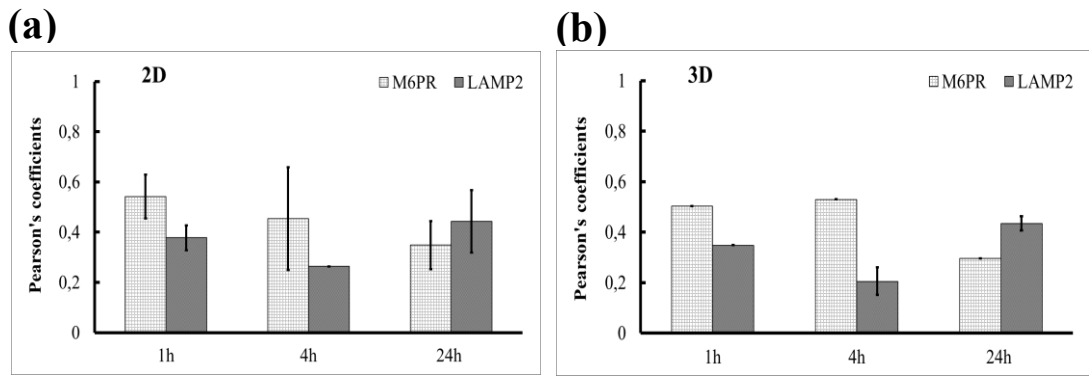 (a)
2D
M6PR LAMP2
Pearson's coefficients
1
0,8
0,6
0,4
0,2
0
1h 4h 24h
(b)
3D
M6PR LAMP2
Pearson's coefficients
1
0,8
0,6
0,4
0,2
0
1h 4h 24h